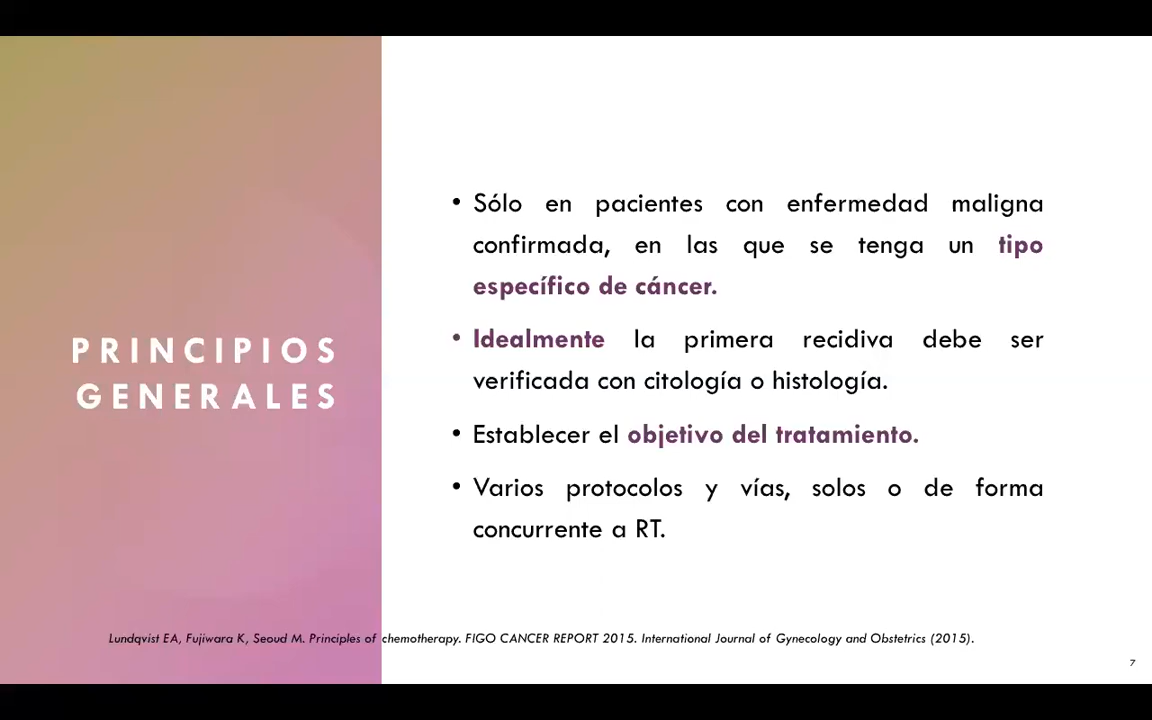 PRINCIPIOS
GENERALES
• Sólo en pacientes con enfermedad maligna
confirmada, en las que se tenga un tipo
específico de cáncer.
• Idealmente la primera recidiva debe ser
verificada con citología o histología.
• Establecer el objetivo del tratamiento.
• Varios protocolos y vías, solos o de forma
concurrente a RT.
Lundqvist EA, Fujiwara K, Seoud M. Principles of chemotherapy. FIGO CANCER REPORT 2015. International Journal of Gynecology and Obstetrics (2015).
7